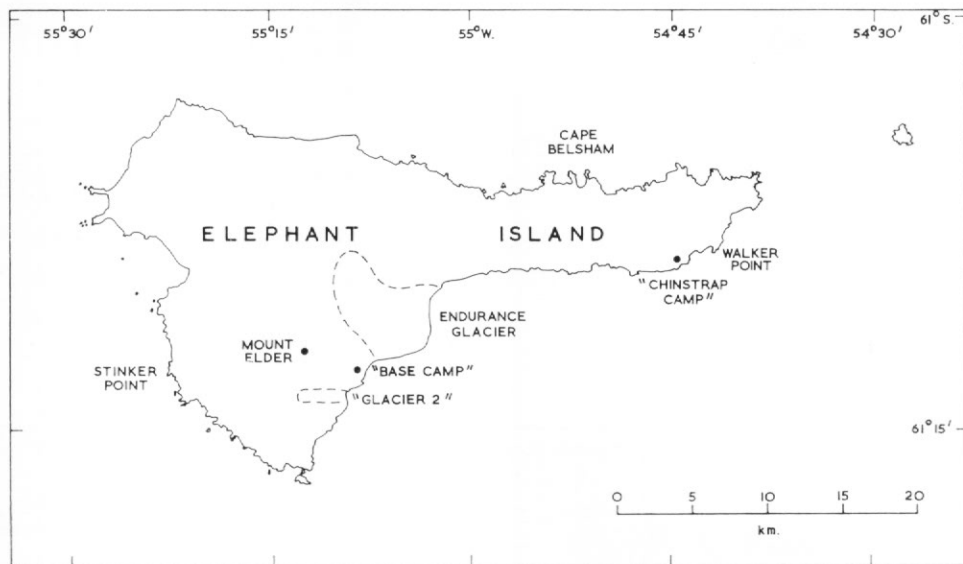 61° S.
55° 30′ 55° 15′ 55° W. 54° 45′ 54° 30′
CAPE
BELSHAM
ELEPHANT ISLAND
WALKER
POINT
"CHINSTRAP
CAMP"
ENDURANCE
GLACIER
MOUNT
ELDER
STINKER
POINT
"BASE CAMP"
"GLACIER 2"
61° 15′
0 5 10 15 20
km.